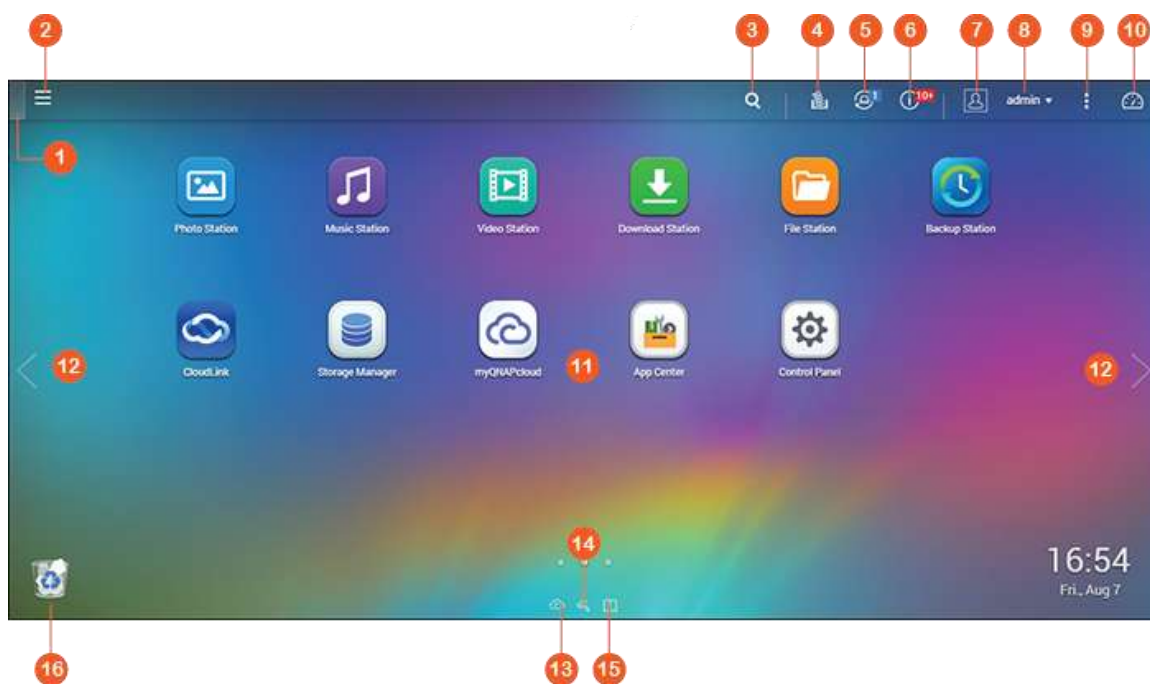 2 3 4 5 6 7 8 9 10
1 10+ admin
1
Photo Station Music Station Video Station Download Station File Station Backup Station
12 11 12
CloudLink Storage Manager myQNAPcloud App Center Control Panel
14
16:54
Fri., Aug 7
16 13 15